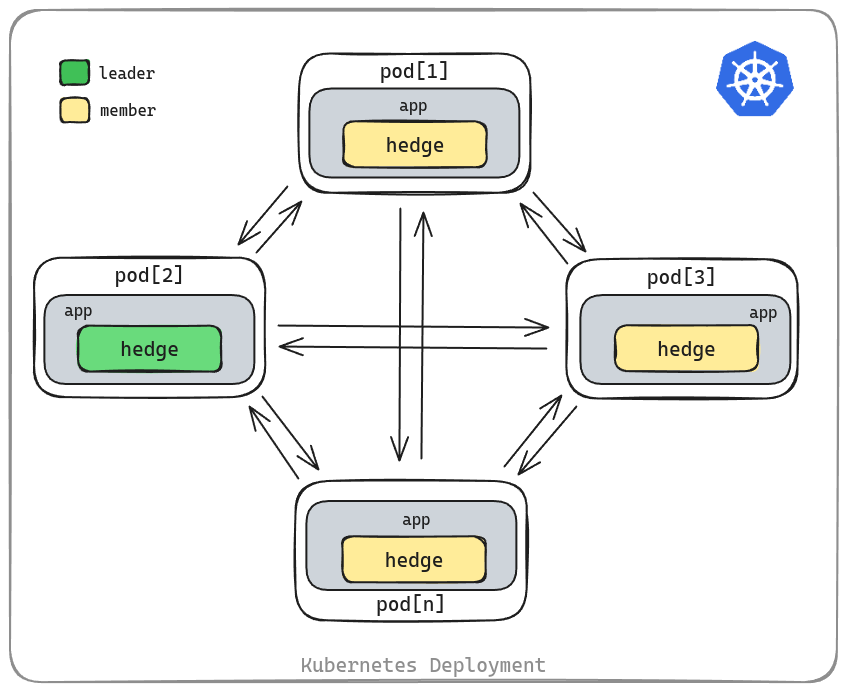 leader
member
pod[1]
app
hedge
pod[2]
app
hedge
pod[3]
app
hedge
app
hedge
pod[n]
Kubernetes Deployment